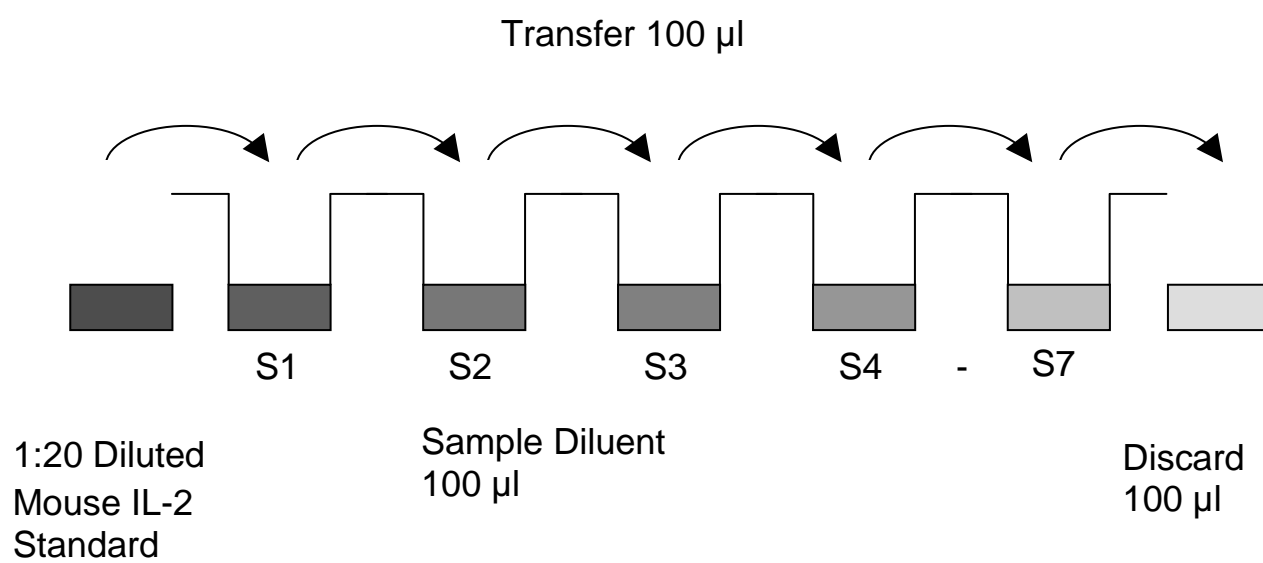 Transfer 100 µl
S1 S2 S3 S4 - S7
1:20 Diluted
Mouse IL-2
Standard
Sample Diluent
100 µl
Discard
100 µl